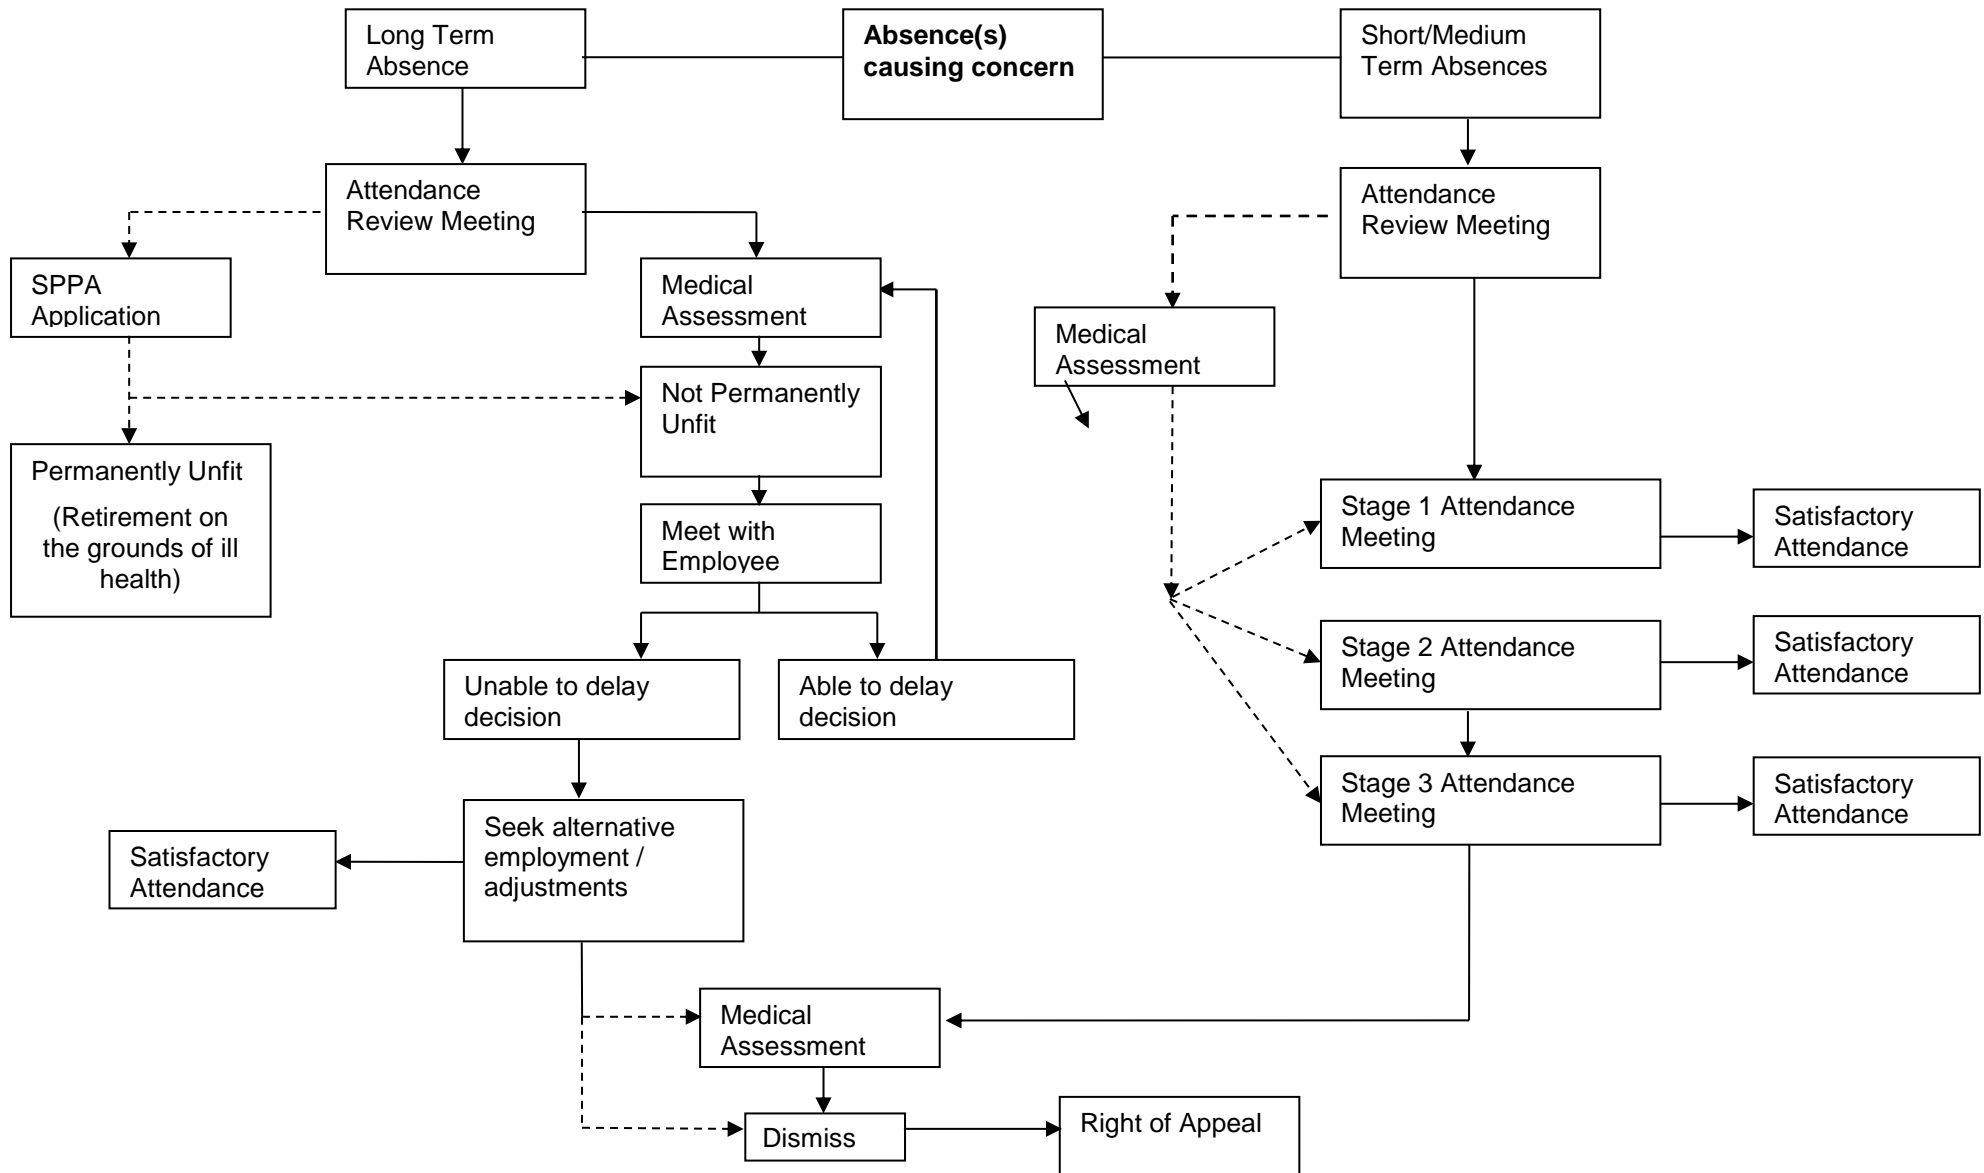 Long Term
Absence
Absence(s)
causing concern
Short/Medium
Term Absences
Attendance
Review Meeting
Attendance
Review Meeting
SPPA
Application
Medical
Assessment
Medical
Assessment
Not Permanently
Unfit
Permanently Unfit
(Retirement on
the grounds of ill
health)
Meet with
Employee
Stage 1 Attendance
Meeting
Satisfactory
Attendance
Unable to delay
decision
Able to delay
decision
Stage 2 Attendance
Meeting
Satisfactory
Attendance
Stage 3 Attendance
Meeting
Satisfactory
Attendance
Seek alternative
employment /
adjustments
Satisfactory
Attendance
Medical
Assessment
Dismiss
Right of Appeal